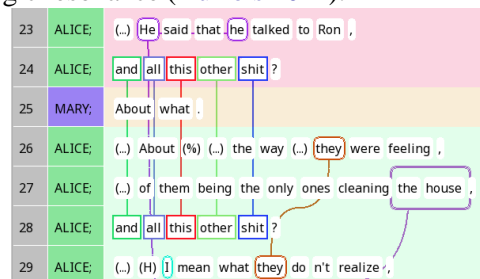 23 ALICE; (...) He said that he talked to Ron ,
24 ALICE; and all this other shit ?
25 MARY; About what .
26 ALICE; (...) About (%) (...) the way (...) they were feeling ,
27 ALICE; (...) of them being the only ones cleaning the house ,
28 ALICE; and all this other shit ?
29 ALICE; (...) (H) I mean what they do n't realize ,